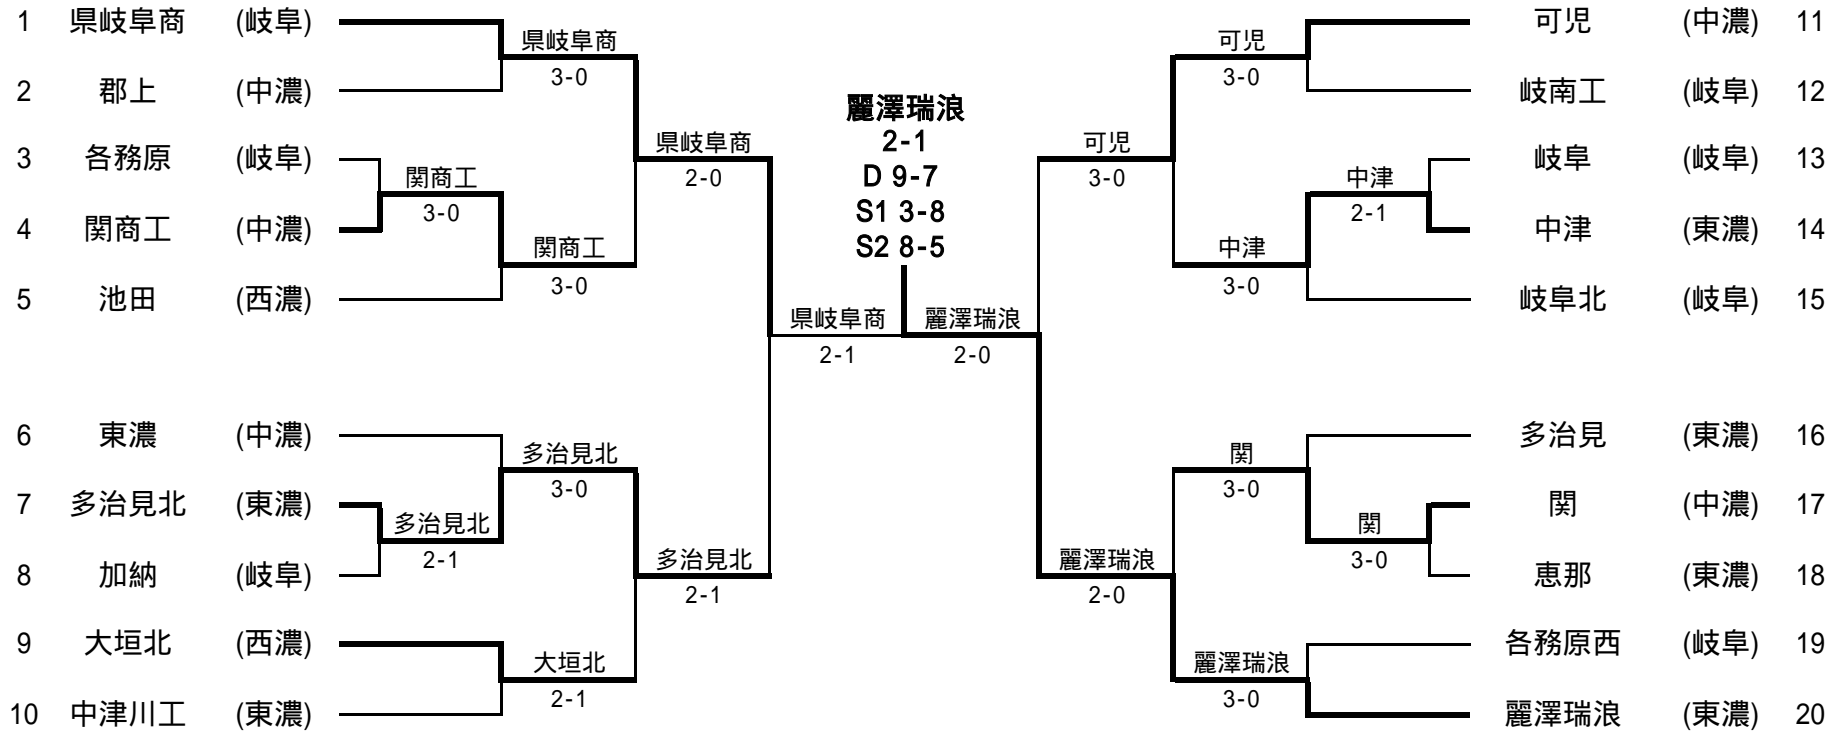 1 県岐阜商 (岐阜)
2 郡上 (中濃)
3 各務原 (岐阜)
4 関商工 (中濃)
5 池田 (西濃)
6 東濃 (中濃)
7 多治見北 (東濃)
8 加納 (岐阜)
9 大垣北 (西濃)
10 中津川工 (東濃)
関商工
3-0
多治見北
2-1
県岐阜商
3-0
関商工
3-0
多治見北
3-0
大垣北
2-1
県岐阜商
2-0
多治見北
2-1
県岐阜商
2-1
麗澤瑞浪
2-1
D 9-7
S1 3-8
S2 8-5
麗澤瑞浪
2-0
可児
3-0
麗澤瑞浪
2-0
可児
3-0
中津
3-0
関
3-0
麗澤瑞浪
3-0
中津
2-1
関
3-0
可児 (中濃) 11
岐南工 (岐阜) 12
岐阜 (岐阜) 13
中津 (東濃) 14
岐阜北 (岐阜) 15
多治見 (東濃) 16
関 (中濃) 17
恵那 (東濃) 18
各務原西 (岐阜) 19
麗澤瑞浪 (東濃) 20